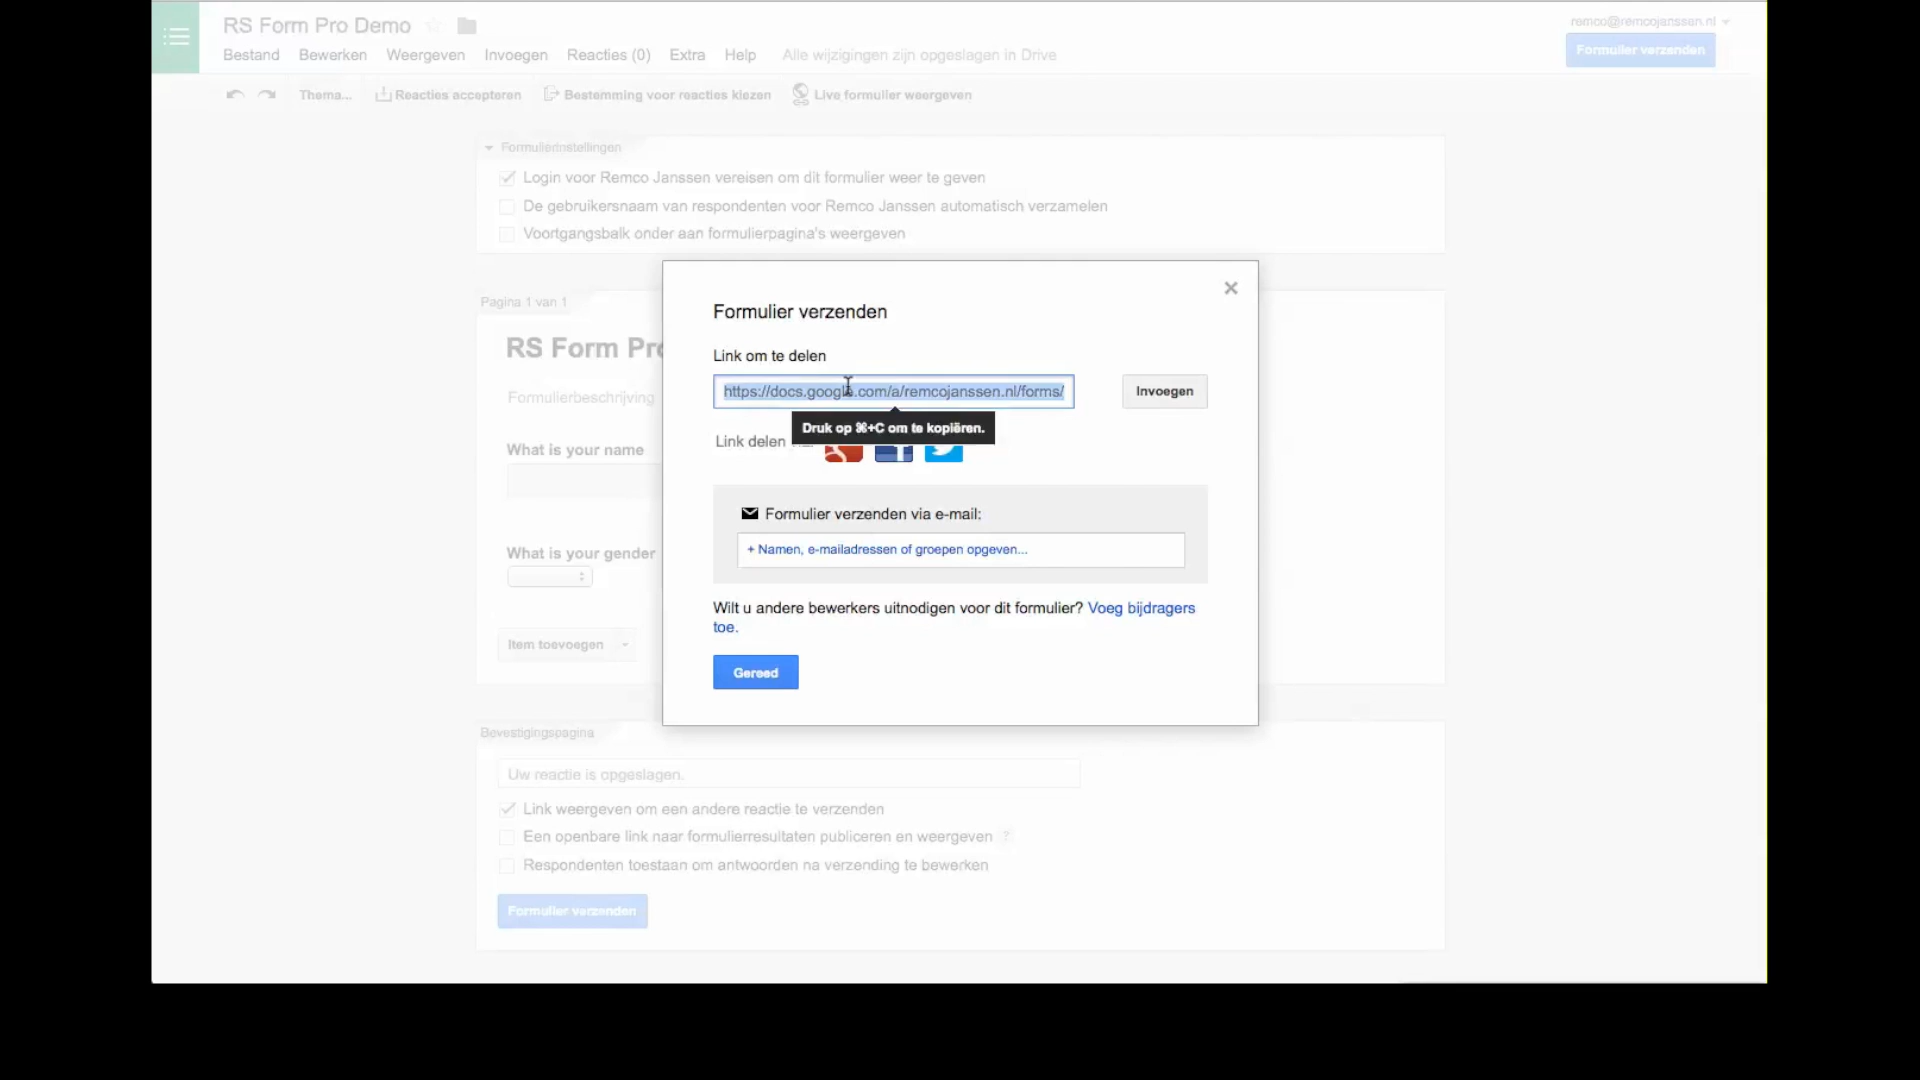 RS Form Pro Demo
remco@remcojanssen.nl
Bestand Bewerken Weergeven Invoegen Reacties (0) Extra Help Alle wijzigingen zijn opgeslagen in Drive
Formulier verzenden
Thema... Reacties accepteren Bestemming voor reacties kiezen Live formulier weergeven
Formulierinstellingen
Login voor Remco Janssen vereisen om dit formulier weer te geven
De gebruikersnaam van respondenten voor Remco Janssen automatisch verzamelen
Voortgangsbalk onder aan formulierpagina's weergeven
Pagina 1 van 1
RS Form Pro
Formulierbeschrijving
What is your name
What is your gender
Item toevoegen
Formulier verzenden
Link om te delen
https://docs.google.com/a/remcojanssen.nl/forms/
Invoegen
Druk op ⌘+C om te kopiëren.
Link delen
Formulier verzenden via e-mail:
+ Namen, e-mailadressen of groepen opgeven...
Wilt u andere bewerkers uitnodigen voor dit formulier? Voeg bijdragers
toe.
Gereed
Bevestigingspagina
Uw reactie is opgeslagen.
Link weergeven om een andere reactie te verzenden
Een openbare link naar formulierresultaten publiceren en weergeven ?
Respondenten toestaan om antwoorden na verzending te bewerken
Formulier verzenden